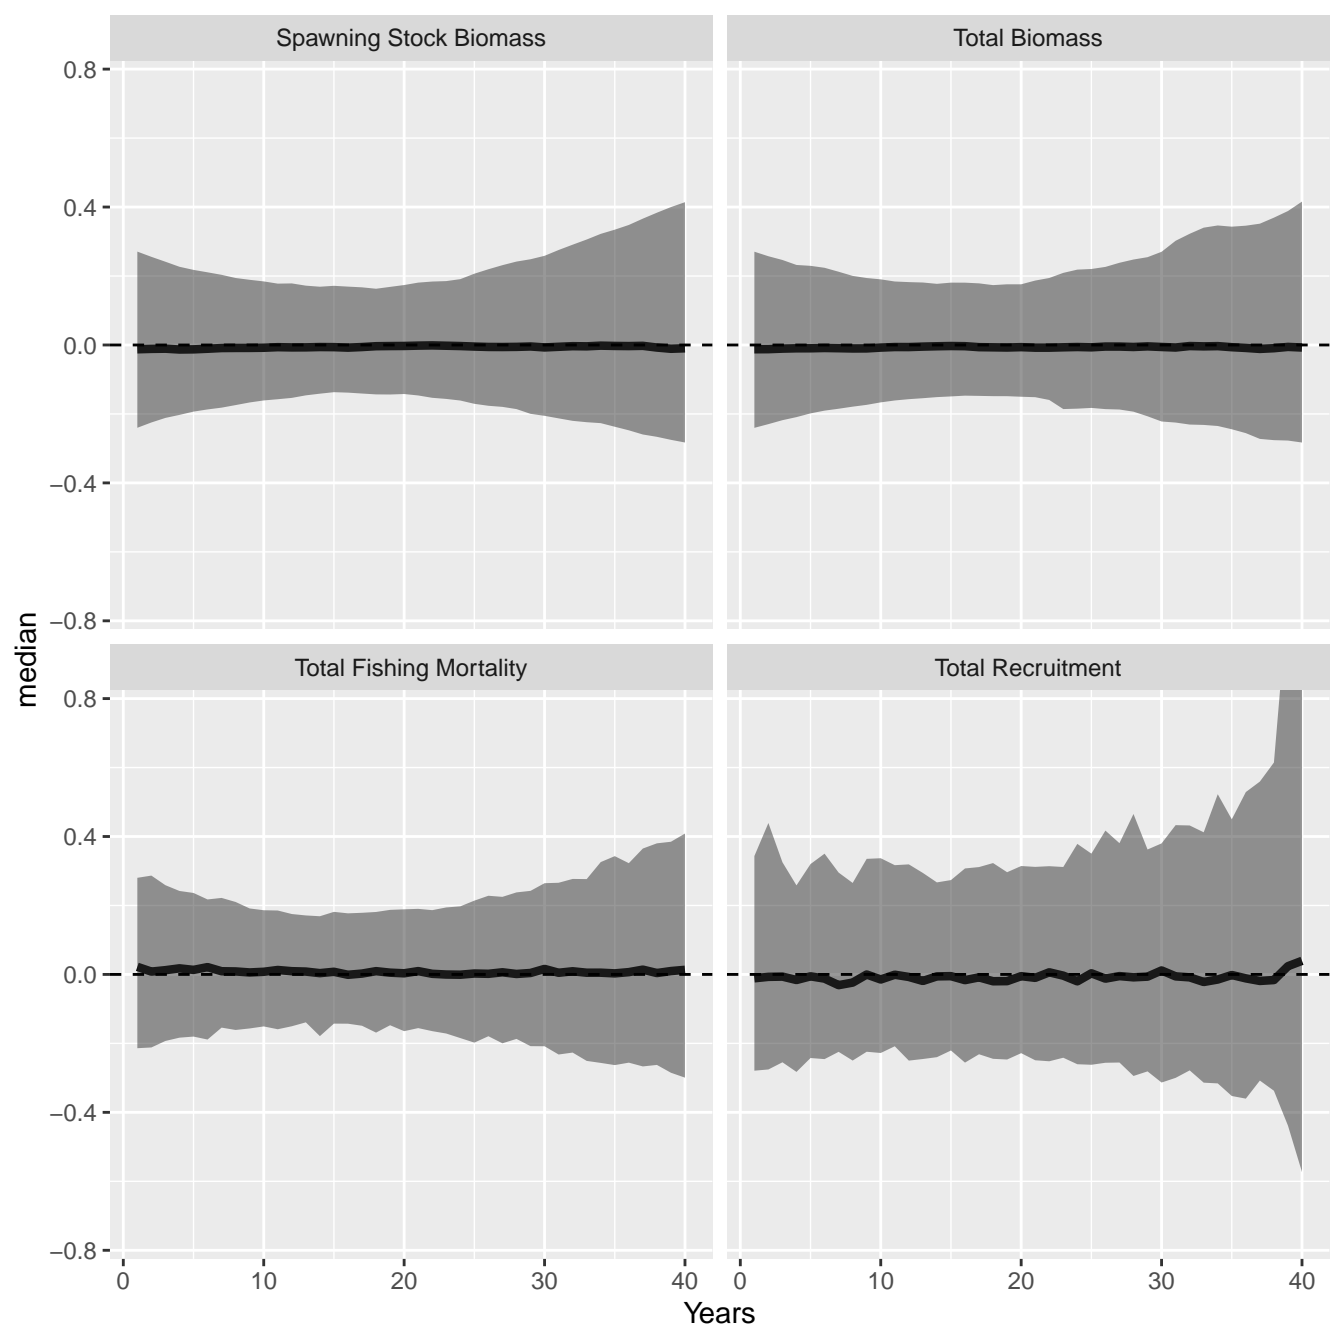 Spawning Stock Biomass
Total Biomass
0.8
0.4
0.0
−0.4
−0.8
median
Total Fishing Mortality
Total Recruitment
0.8
0.4
0.0
−0.4
−0.8
0 10 20 30 40
0 10 20 30 40
Years